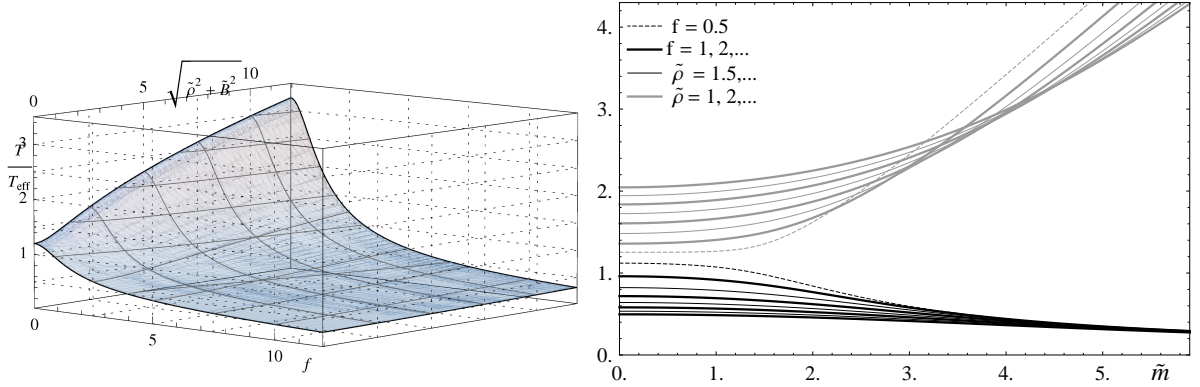 √ρ̃² + B̃²
0 5 10
T
T_eff
3
2
1
0 5 10
f
4.
3.
2.
1.
0.
f = 0.5
f = 1, 2,...
ρ̃ = 1.5,...
ρ̃ = 1, 2,...
0. 1. 2. 3. 4. 5. m̃